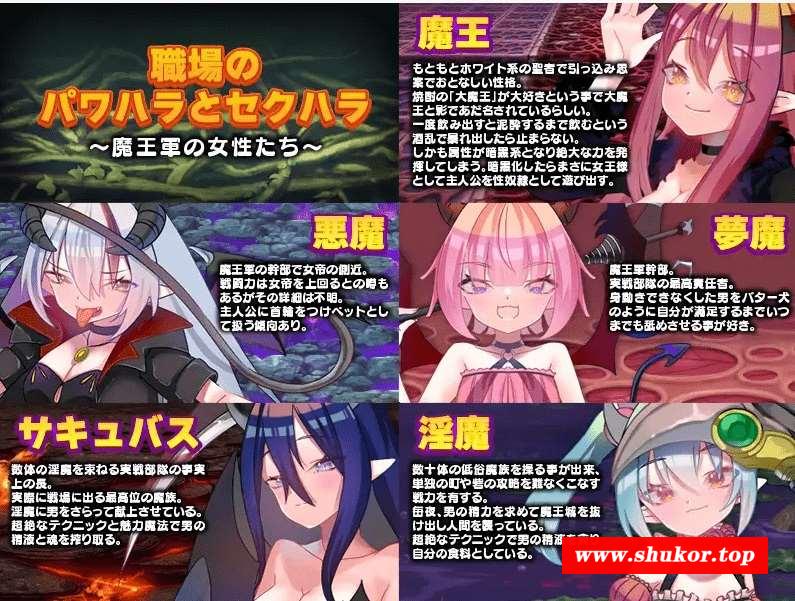 職場の
パワハラとセクハラ
～魔王軍の女性たち～
魔王
もともとホワイト系の聖者で引っ込み思
案でおとなしい性格。
焼酎の「大魔王」が大好きという事で大魔
王と影であだ名されているらしい。
一度飲み出すと泥酔するまで飲むという
酒乱で暴れ出したら止まらない。
しかも属性が暗黒系となり絶大な力を発
揮してしまう。暗黒化したらまさに女王様
として主人公を性奴隷として遊び出す。
悪魔
魔王軍の幹部で女帝の側近。
戦闘力は女帝を上回るとの噂も
あるがその詳細は不明。
主人公に首輪をつけペットとし
て扱う傾向あり。
夢魔
魔王軍幹部。
実戦部隊の最高責任者。
身動きできなくした男をバター犬
のように自分が満足するまでいつ
までも舐めさせる事が好き。
サキュバス
数体の淫魔を束ねる実戦部隊の事実
上の長。
実際に戦場に出る最高位の魔族。
淫魔に男をさらって献上させている。
超絶なテクニックと魅力魔法で男の
精液と魂を搾り取る。
淫魔
数十体の低俗魔族を操る事が出来、
単独の町や砦の攻略を難なくこなす
戦力を有する。
毎夜、男の精力を求めて魔王城を抜
け出し人間を襲っている。
超絶なテクニックで男の精液
自分の食料としている。
www.shukor.top